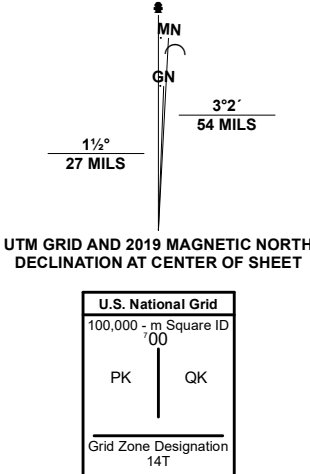 MN
GN
3°2´
54 MILS
1½°
27 MILS
UTM GRID AND 2019 MAGNETIC NORTH
DECLINATION AT CENTER OF SHEET
U.S. National Grid
100,000 - m Square ID
⁷00
PK QK
Grid Zone Designation
14T